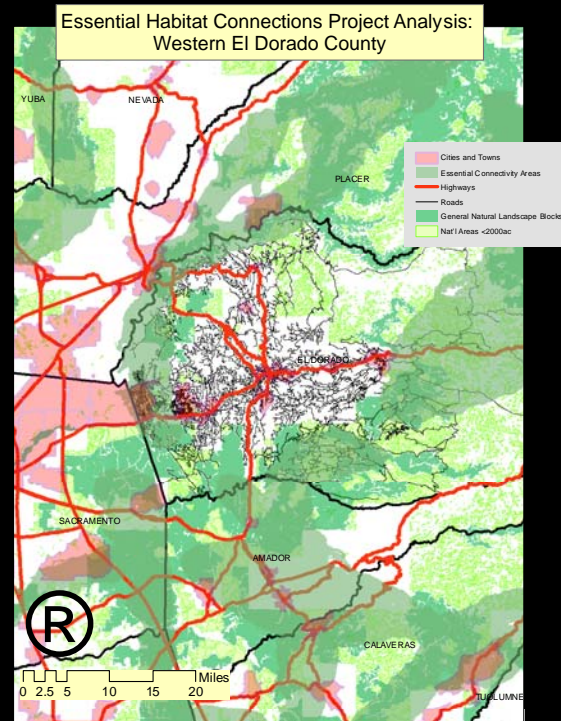 Essential Habitat Connections Project Analysis:
Western El Dorado County
YUBA
NEVADA
PLACER
Cities and Towns
Essential Connectivity Areas
Highways
Roads
General Natural Landscape Blocks
Nat'l Areas <2000ac
EL DORADO
SACRAMENTO
AMADOR
R
CALAVERAS
Miles
0 2.5 5 10 15 20
TUOLUMNE